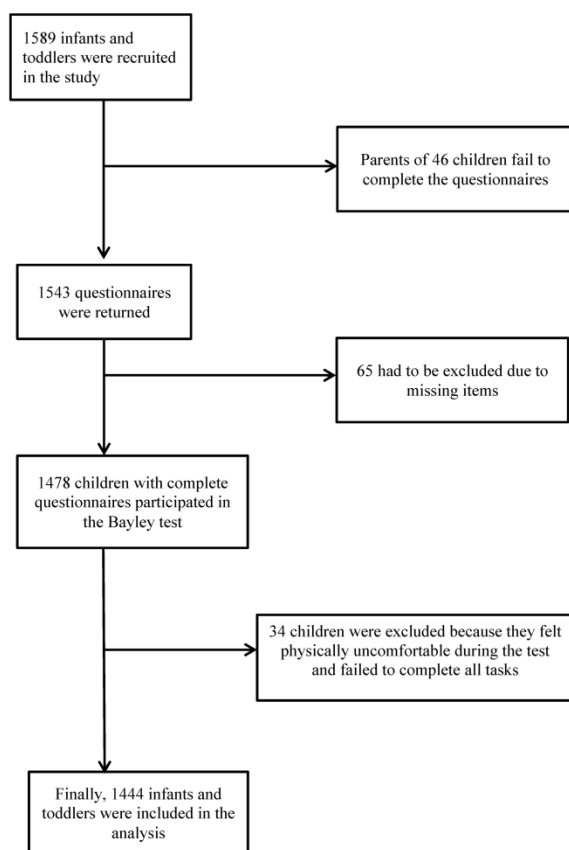 1589 infants and
toddlers were recruited
in the study
Parents of 46 children fail to
complete the questionnaires
1543 questionnaires
were returned
65 had to be excluded due to
missing items
1478 children with complete
questionnaires participated in
the Bayley test
34 children were excluded because they felt
physically uncomfortable during the test
and failed to complete all tasks
Finally, 1444 infants and
toddlers were included in the
analysis